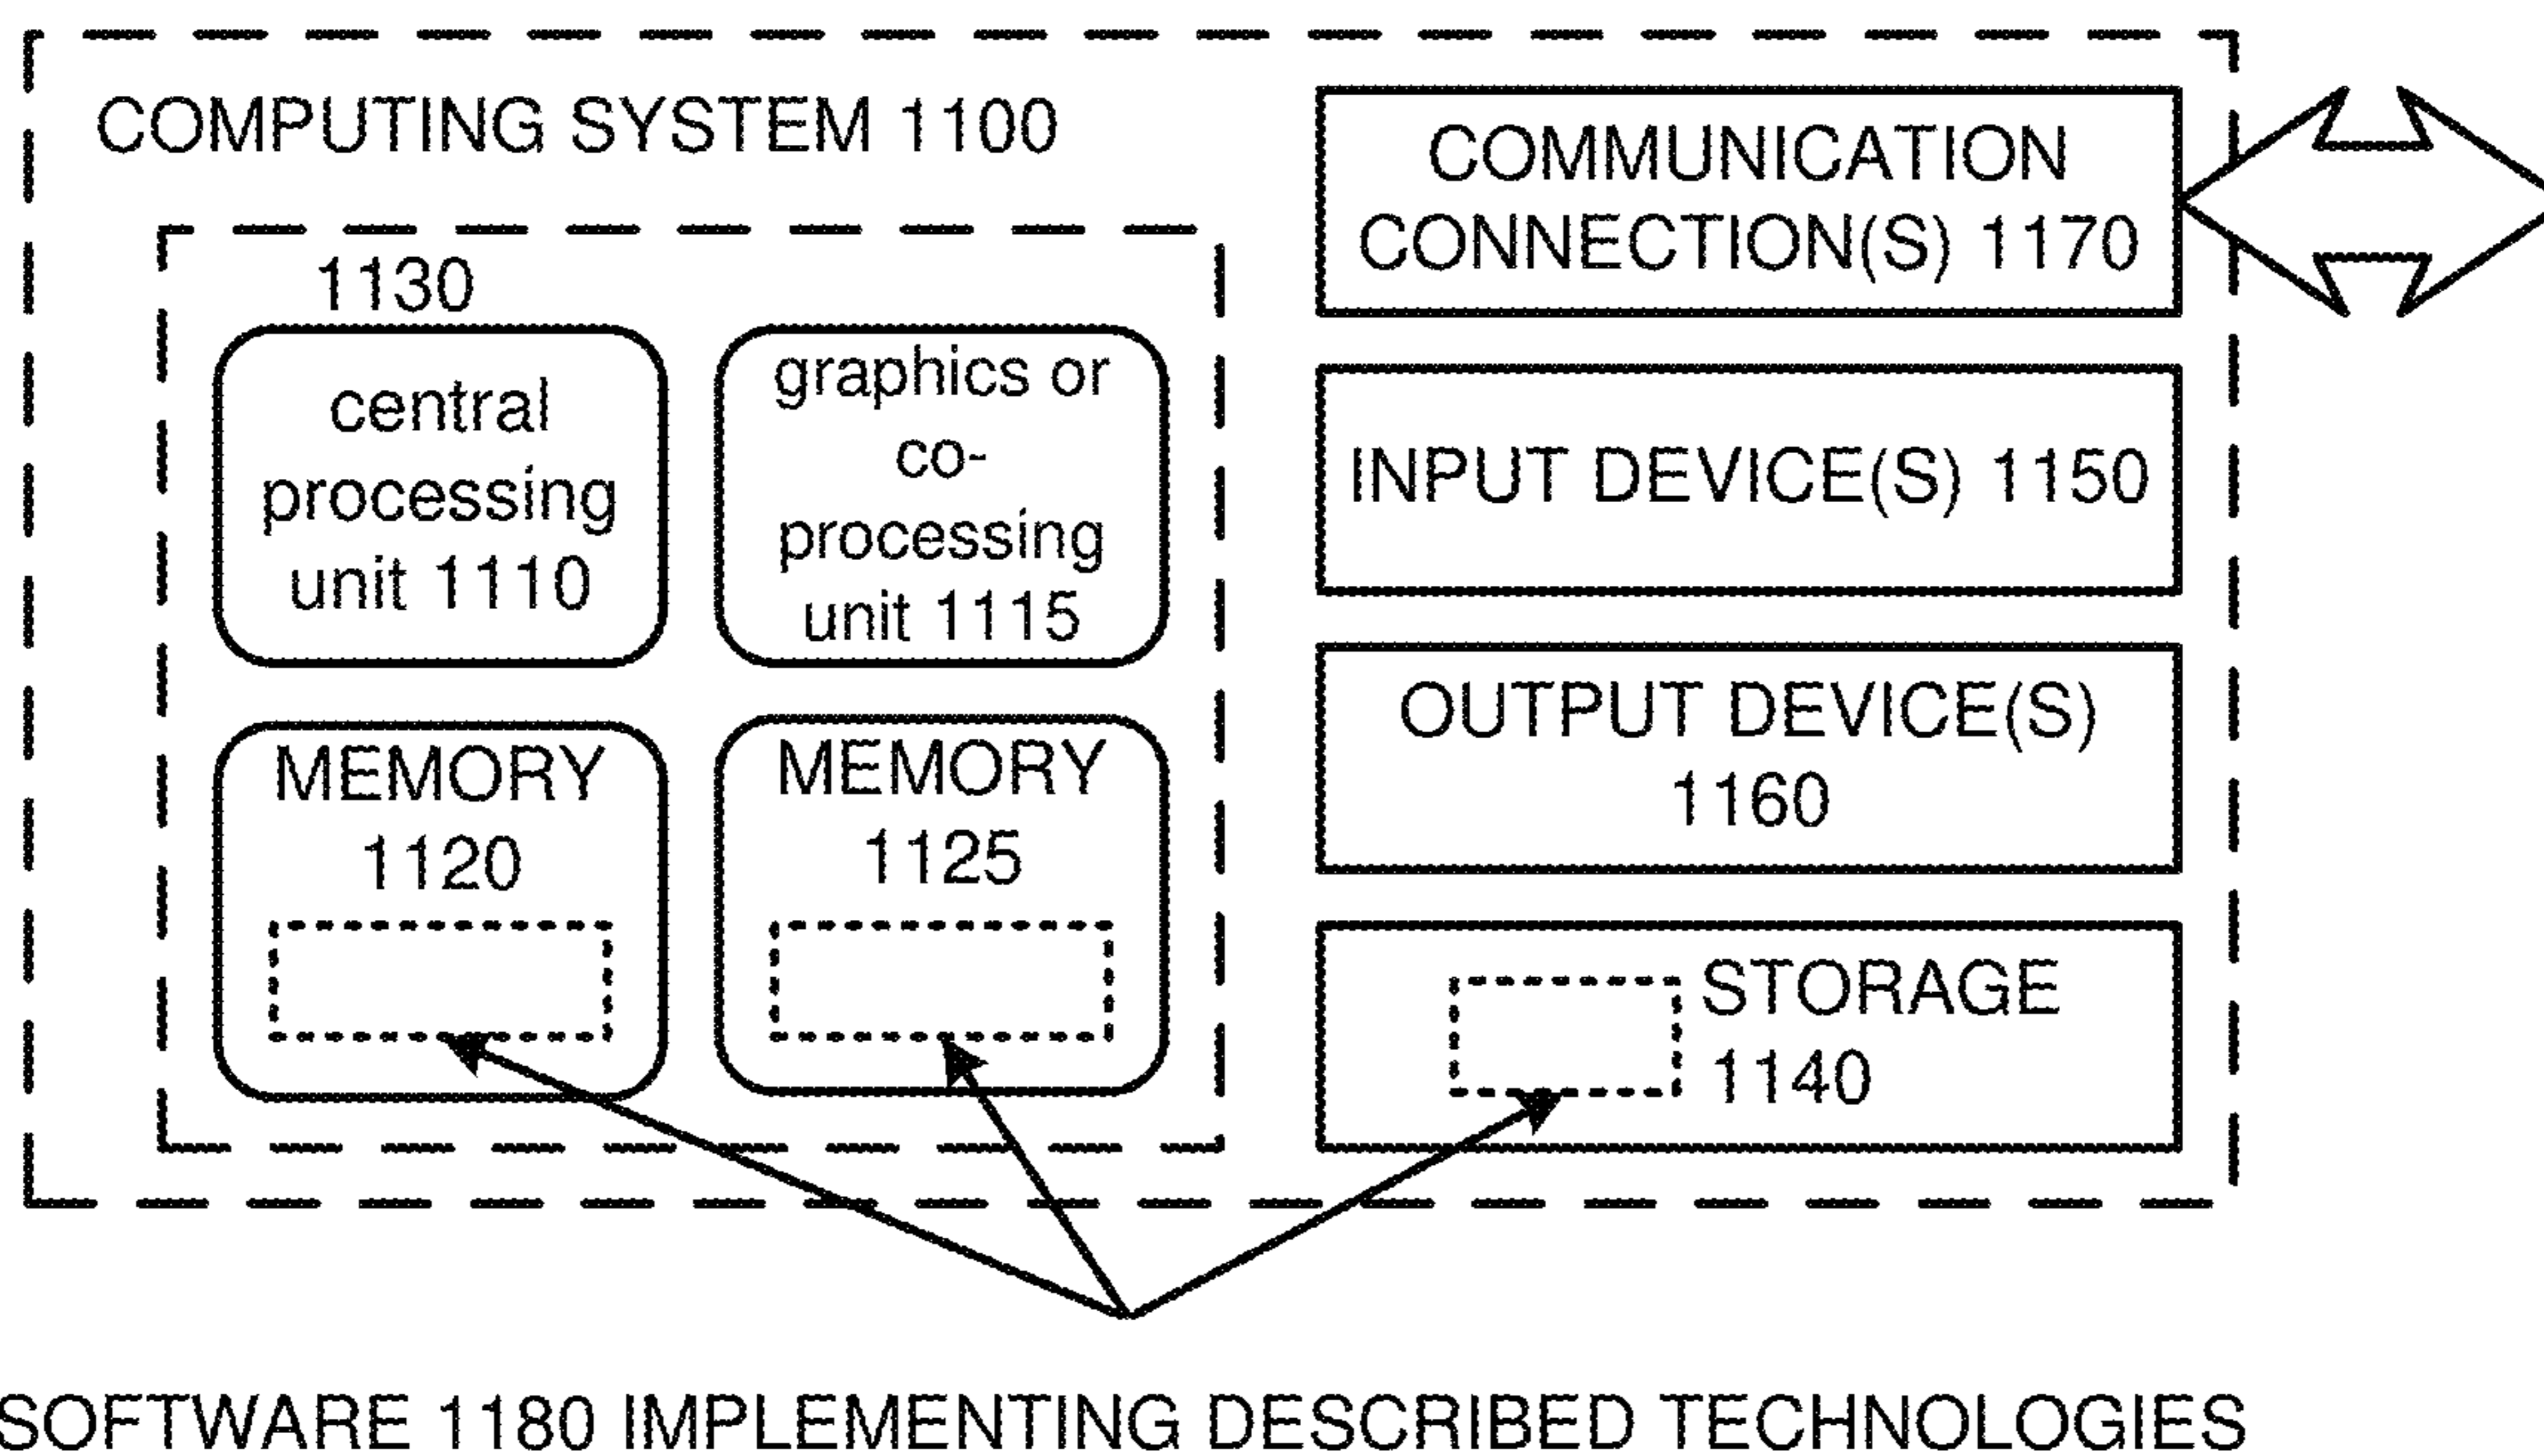 COMPUTING SYSTEM 1100
1130
central
processing
unit 1110
graphics or
co-
processing
unit 1115
MEMORY
1120
MEMORY
1125
COMMUNICATION
CONNECTION(S) 1170
INPUT DEVICE(S) 1150
OUTPUT DEVICE(S)
1160
STORAGE
1140
SOFTWARE 1180 IMPLEMENTING DESCRIBED TECHNOLOGIES